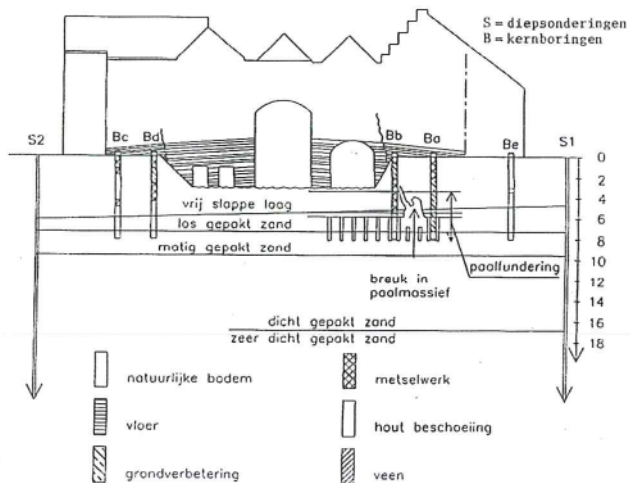 S = diepsonderingen
B = kernboringen
S2
Bc
Bd
Bb
Ba
Be
S1
0
2
4
6
8
10
12
14
16
18
vrij slappe laag
los gepakt zand
matig gepakt zand
paalfundering
breuk in
paalmassief
dicht gepakt zand
zeer dicht gepakt zand
natuurlijke bodem
metselwerk
vloer
hout beschoeiing
grondverbetering
veen